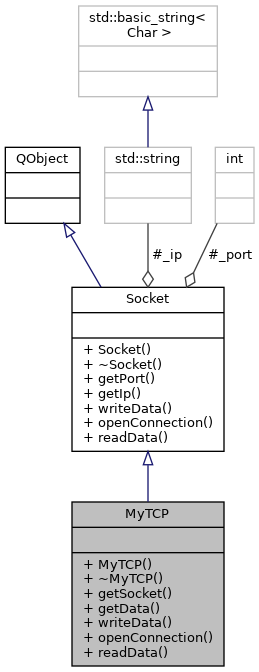 std::basic_string<
Char >
QObject
std::string
int
#_ip
#_port
Socket
+ Socket()
+ ~Socket()
+ getPort()
+ getIp()
+ writeData()
+ openConnection()
+ readData()
MyTCP
+ MyTCP()
+ ~MyTCP()
+ getSocket()
+ getData()
+ writeData()
+ openConnection()
+ readData()